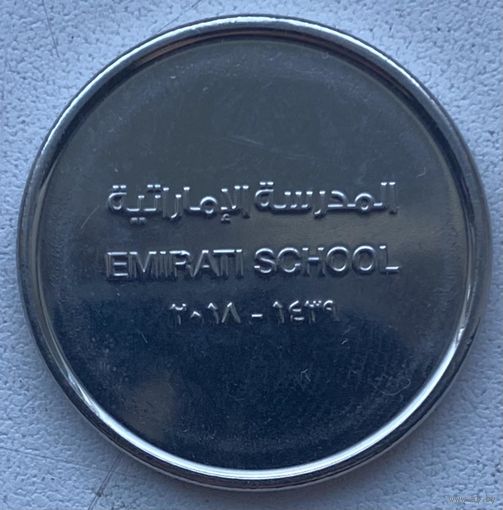 المدرسة الإماراتية
EMIRATI SCHOOL
٢٠١٨ - ١٤٣٩